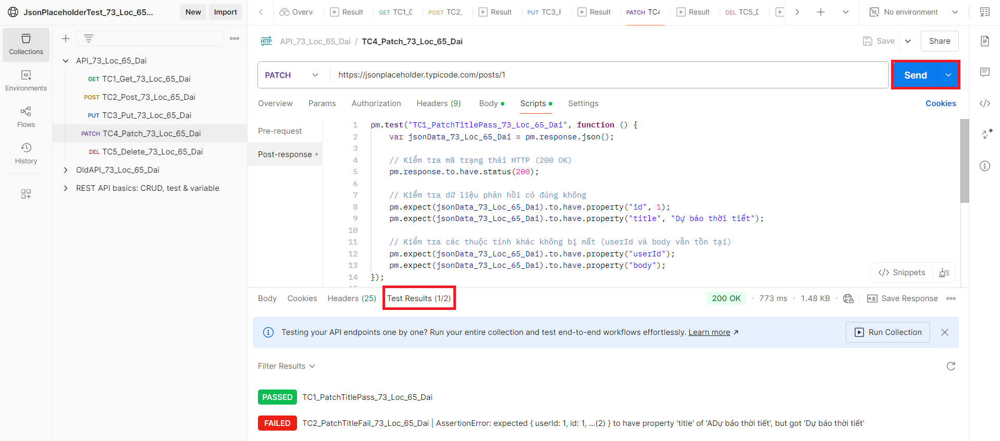 JsonPlaceholderTest_73_Loc_65...
New
Import
Overvi
Result
GET TC1_G
POST TC2_
Result
PUT TC3_F
Result
PATCH TC4
Result
DEL TC5_D
No environment
Collections
Environments
Flows
History
API_73_Loc_65_Dai
GET TC1_Get_73_Loc_65_Dai
POST TC2_Post_73_Loc_65_Dai
PUT TC3_Put_73_Loc_65_Dai
PATCH TC4_Patch_73_Loc_65_Dai
DEL TC5_Delete_73_Loc_65_Dai
OldAPI_73_Loc_65_Dai
REST API basics: CRUD, test & variable
HTTP API_73_Loc_65_Dai / TC4_Patch_73_Loc_65_Dai
Save
Share
PATCH
https://jsonplaceholder.typicode.com/posts/1
Send
Overview Params Authorization Headers (9) Body Scripts Settings
Cookies
Pre-request
Post-response
1 pm.test("TC1_PatchTitlePass_73_Loc_65_Dai", function () {
2 var jsonData_73_Loc_65_Dai = pm.response.json();
3
4 // Kiểm tra mã trạng thái HTTP (200 OK)
5 pm.response.to.have.status(200);
6
7 // Kiểm tra dữ liệu phản hồi có đúng không
8 pm.expect(jsonData_73_Loc_65_Dai).to.have.property("id", 1);
9 pm.expect(jsonData_73_Loc_65_Dai).to.have.property("title", "Dự báo thời tiết");
10
11 // Kiểm tra các thuộc tính khác không bị mất (userId và body vẫn tồn tại)
12 pm.expect(jsonData_73_Loc_65_Dai).to.have.property("userId");
13 pm.expect(jsonData_73_Loc_65_Dai).to.have.property("body");
14 });
Snippets
Body Cookies Headers (25) Test Results (1/2)
200 OK • 773 ms • 1.48 KB • e.g. Save Response
Testing your API endpoints one by one? Run your entire collection and test end-to-end workflows effortlessly. Learn more ↗
Run Collection
Filter Results
PASSED TC1_PatchTitlePass_73_Loc_65_Dai
FAILED TC2_PatchTitleFail_73_Loc_65_Dai | AssertionError: expected { userId: 1, id: 1, …(2) } to have property 'title' of 'ADự báo thời tiết', but got 'Dự báo thời tiết'